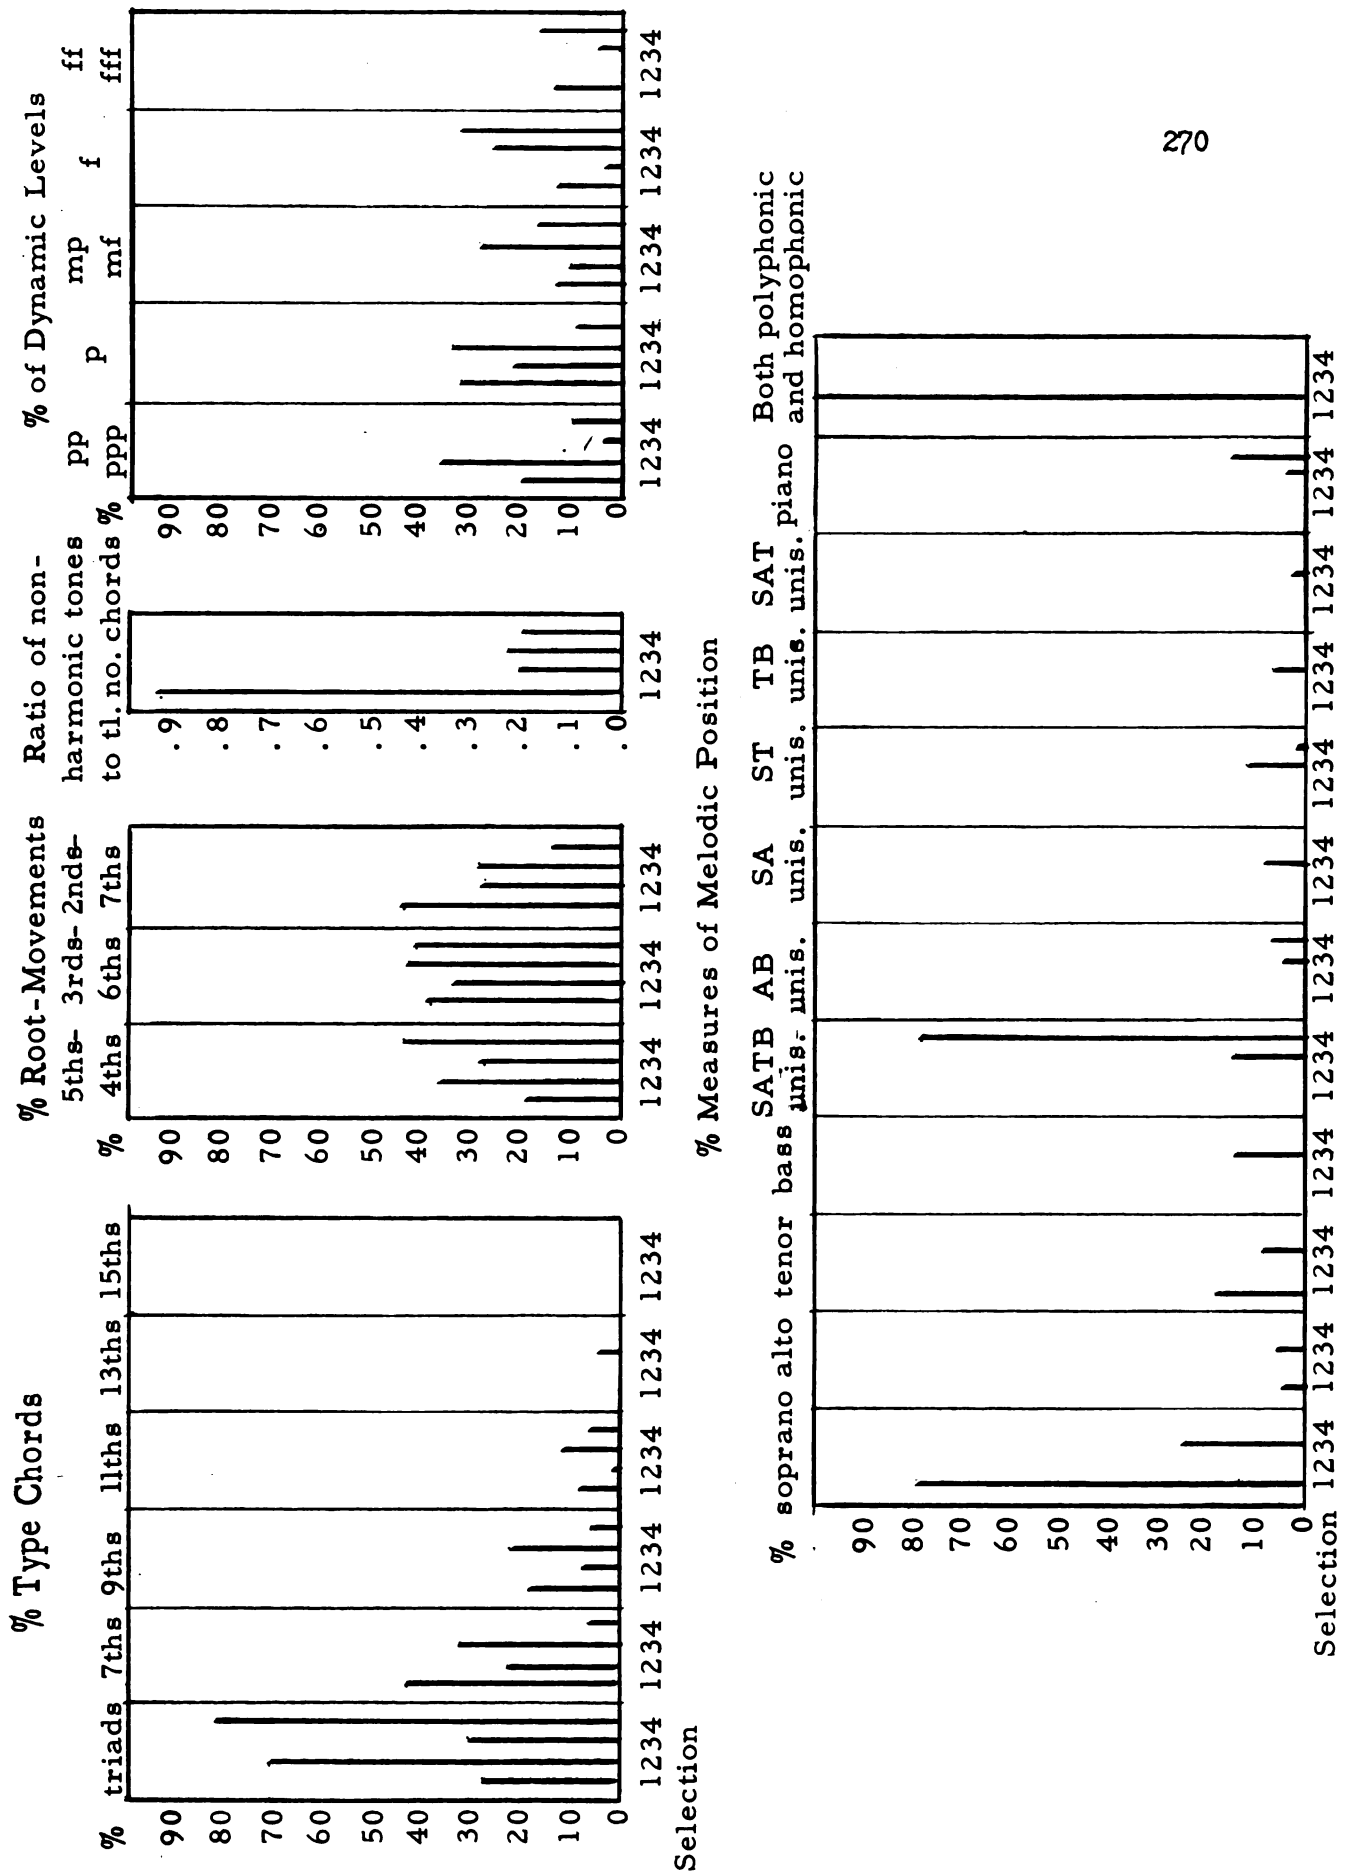 270
% Type Chords
% triads 7ths 9ths 11ths 13ths 15ths
90
80
70
60
50
40
30
20
10
0
1234 1234 1234 1234 1234 1234
Selection
% Root-Movements
5ths- 3rds- 2nds-
% 4ths 6ths 7ths
90
80
70
60
50
40
30
20
10
0
1234 1234 1234
Ratio of non-
harmonic tones
to tl. no. chords
.9
.8
.7
.6
.5
.4
.3
.2
.1
.0
1234
% of Dynamic Levels
pp p mp f ff
% ppp mf fff
90
80
70
60
50
40
30
20
10
0
1234 1234 1234 1234 1234
% Measures of Melodic Position
SATB AB SA ST TB SAT Both polyphonic
% soprano alto tenor bass unis. unis. unis. unis. unis. unis. piano and homophonic
90
80
70
60
50
40
30
20
10
0
1234 1234 1234 1234 1234 1234 1234 1234 1234 1234 1234 1234
Selection